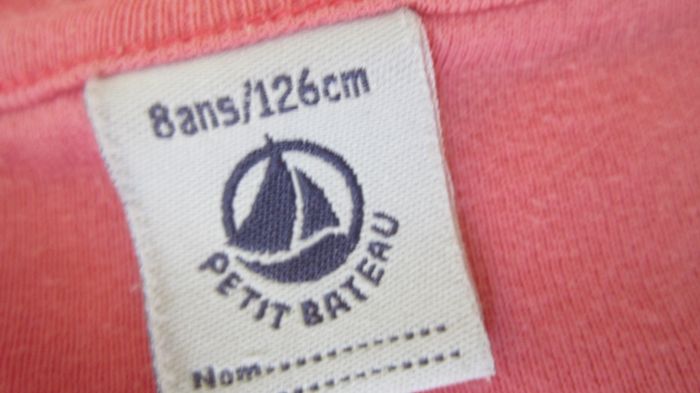 8ans/126cm
PETIT BATEAU
Nom............